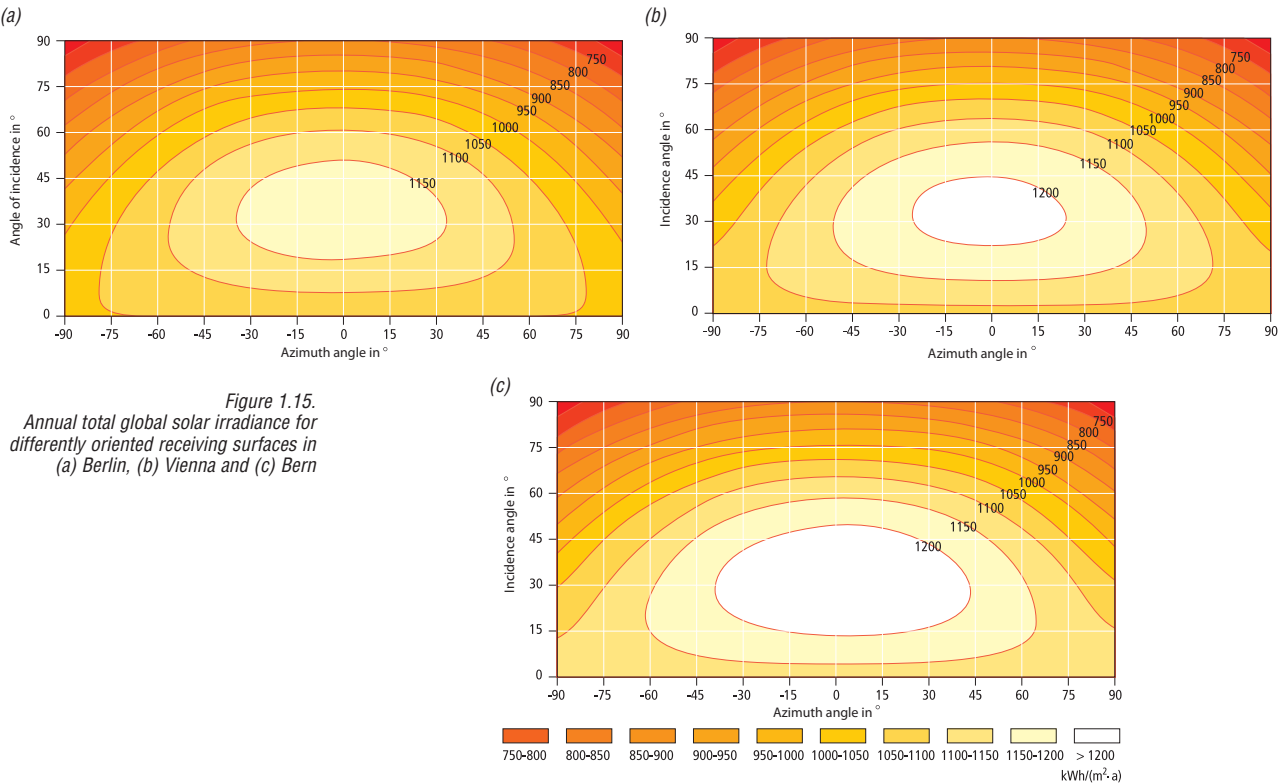 (a)
90
75
60
45
30
15
0
Angle of incidence in °
-90 -75 -60 -45 -30 -15 0 15 30 45 60 75 90
Azimuth angle in °
750
800
850
900
950
1000
1050
1100
1150
(b)
90
75
60
45
30
15
0
Incidence angle in °
-90 -75 -60 -45 -30 -15 0 15 30 45 60 75 90
Azimuth angle in °
750
800
850
900
950
1000
1050
1100
1150
1200
Figure 1.15.
Annual total global solar irradiance for
differently oriented receiving surfaces in
(a) Berlin, (b) Vienna and (c) Bern
(c)
90
75
60
45
30
15
0
Incidence angle in °
-90 -75 -60 -45 -30 -15 0 15 30 45 60 75 90
Azimuth angle in °
750
800
850
900
950
1000
1050
1100
1150
1200
750-800 800-850 850-900 900-950 950-1000 1000-1050 1050-1100 1100-1150 1150-1200 > 1200
kWh/(m²· a)